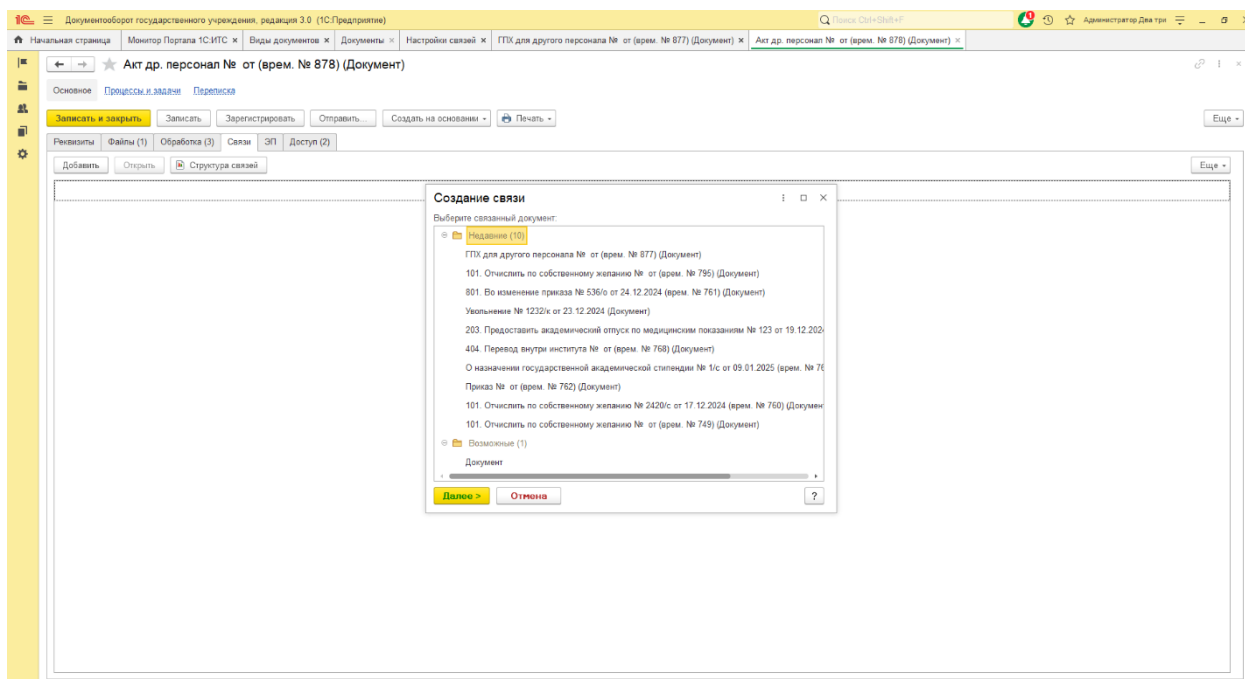 1С Документооборот государственного учреждения, редакция 3.0 (1С:Предприятие) Поиск Ctrl+Shift+F Администратор Два три
Начальная страница Монитор Портала 1С:ИТС × Виды документов × Документы × Настройки связей × ГПХ для другого персонала № от (врем. № 877) (Документ) × Акт др. персонал № от (врем. № 878) (Документ) ×
Акт др. персонал № от (врем. № 878) (Документ)
Основное Процессы и задачи Переписка
Записать и закрыть Записать Зарегистрировать Отправить... Создать на основании Печать Еще
Реквизиты Файлы (1) Обработка (3) Связи ЭП Доступ (2)
Добавить Открыть Структура связей Еще
Создание связи
Выберите связанный документ:
Недавние (10)
ГПХ для другого персонала № от (врем. № 877) (Документ)
101. Отчислить по собственному желанию № от (врем. № 795) (Документ)
801. Во изменение приказа № 536/о от 24.12.2024 (врем. № 761) (Документ)
Увольнение № 1232/к от 23.12.2024 (Документ)
203. Предоставить академический отпуск по медицинским показаниям № 123 от 19.12.202
404. Перевод внутри института № от (врем. № 768) (Документ)
О назначении государственной академической стипендии № 1/с от 09.01.2025 (врем. № 76
Приказ № от (врем. № 762) (Документ)
101. Отчислить по собственному желанию № 2420/с от 17.12.2024 (врем. № 760) (Докумен
101. Отчислить по собственному желанию № от (врем. № 749) (Документ)
Возможные (1)
Документ
Далее > Отмена ?